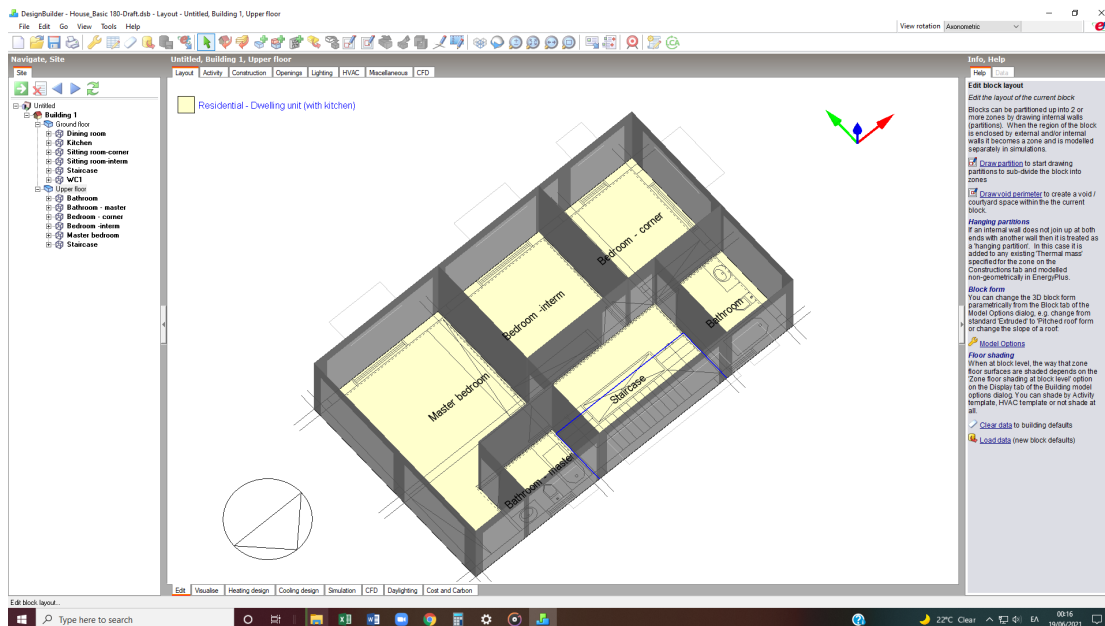 DesignBuilder - House_Basic 180-Draft.dsb - Layout - Untitled, Building 1, Upper floor
File Edit Go View Tools Help
View rotation Axonometric
Navigate, Site
Site
Untitled
Building 1
Ground floor
Dining room
Kitchen
Sitting room-corner
Sitting room-interm
Staircase
WC1
Upper floor
Bathroom
Bathroom - master
Bedroom - corner
Bedroom -interm
Master bedroom
Staircase
Untitled, Building 1, Upper floor
Layout Activity Construction Openings Lighting HVAC Miscellaneous CFD
Residential - Dwelling unit (with kitchen)
Bedroom - corner
Bedroom -interm
Bathroom
Master bedroom
Staircase
Bathroom - master
Edit Visualise Heating design Cooling design Simulation CFD Daylighting Cost and Carbon
Info, Help
Help Data
Edit block layout
Edit the layout of the current block
Blocks can be partitioned up into 2 or
more zones by drawing internal walls
(partitions). When the region of the block
is enclosed by external and/or internal
walls it becomes a zone and is modelled
separately in simulations.
Draw partition to start drawing
partitions to sub-divide the block into
zones
Draw void perimeter to create a void /
courtyard space within the the current
block.
Hanging partitions
If an internal wall does not join up at both
ends with another wall then it is treated as
a 'hanging partition'. In this case it is
added to any existing 'Thermal mass'
specified for the zone on the
Constructions tab and modelled
non-geometrically in EnergyPlus.
Block form
You can change the 3D block form
parametrically from the Block tab of the
Model Options dialog, e.g. change from
standard 'Extruded' to 'Pitched roof' form
or change the slope of a roof:
Model Options
Floor shading
When at block level, the way that zone
floor surfaces are shaded depends on the
'Zone floor shading at block level' option
on the Display tab of the Building model
options dialog. You can shade by Activity
template, HVAC template or not shade at
all.
Clear data to building defaults
Load data (new block defaults)
Edit block layout...
Type here to search
22°C Clear
ΕΛ
00:16
19/06/2021